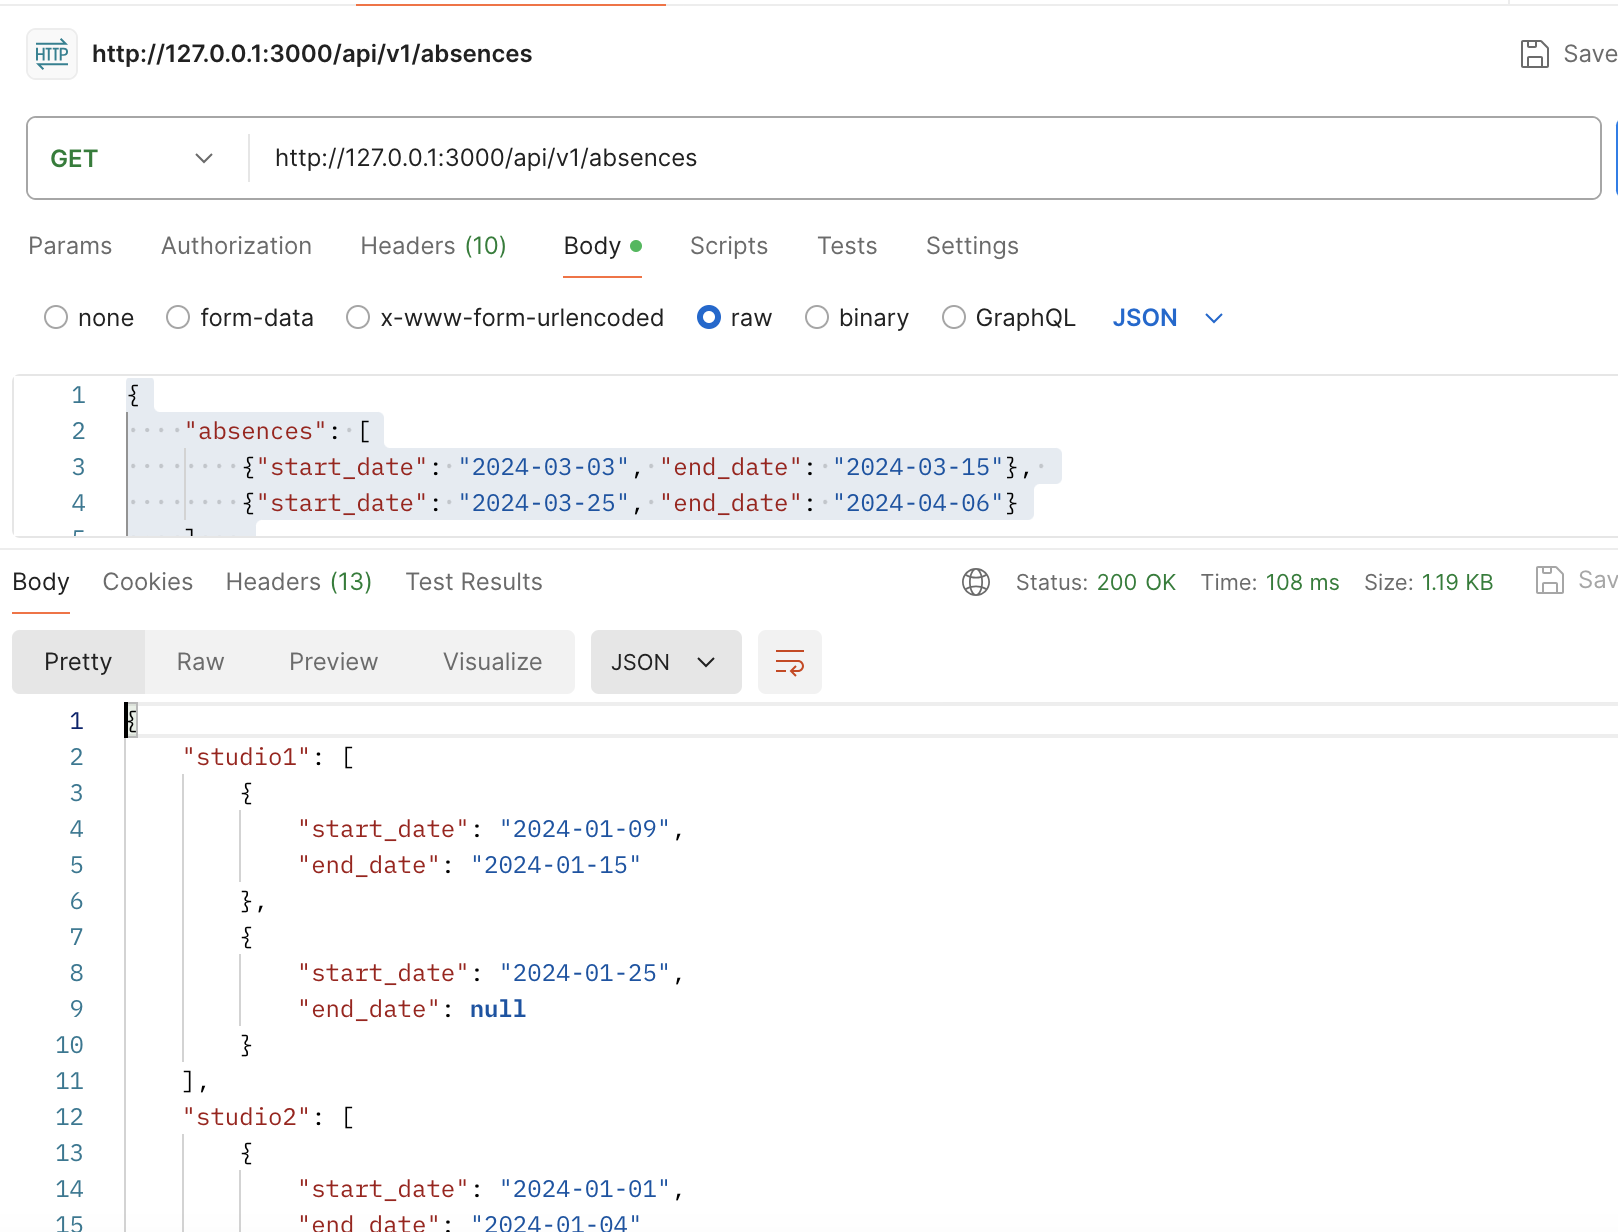 HTTP http://127.0.0.1:3000/api/v1/absences Save
GET http://127.0.0.1:3000/api/v1/absences
Params Authorization Headers (10) Body Scripts Tests Settings
none form-data x-www-form-urlencoded raw binary GraphQL JSON
1 {
2 "absences": [
3 {"start_date": "2024-03-03", "end_date": "2024-03-15"},
4 {"start_date": "2024-03-25", "end_date": "2024-04-06"}
5 ]
Body Cookies Headers (13) Test Results Status: 200 OK Time: 108 ms Size: 1.19 KB Sav
Pretty Raw Preview Visualize JSON
1 {
2 "studio1": [
3 {
4 "start_date": "2024-01-09",
5 "end_date": "2024-01-15"
6 },
7 {
8 "start_date": "2024-01-25",
9 "end_date": null
10 }
11 ],
12 "studio2": [
13 {
14 "start_date": "2024-01-01",
15 "end_date": "2024-01-04"